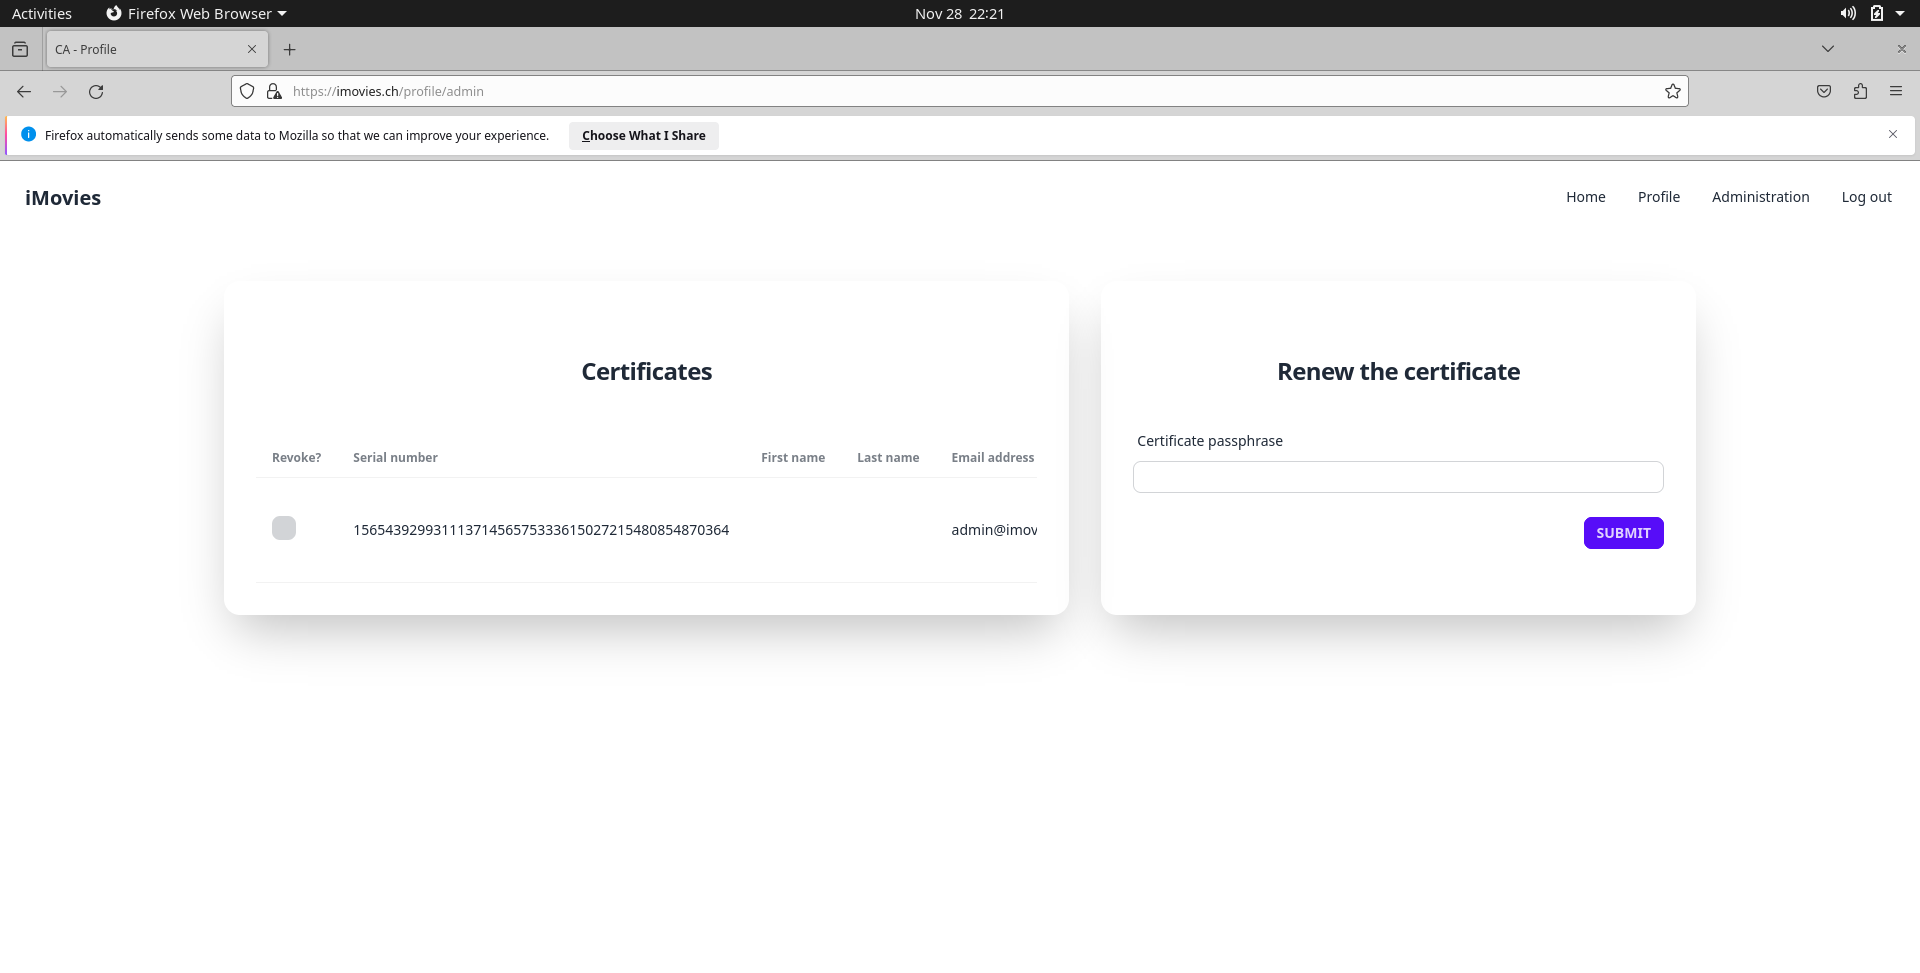 Activities Firefox Web Browser Nov 28 22:21
CA - Profile
https://imovies.ch/profile/admin
Firefox automatically sends some data to Mozilla so that we can improve your experience. Choose What I Share
iMovies Home Profile Administration Log out
Certificates
Revoke? Serial number First name Last name Email address
156543929931113714565753336150272154808548​70364 admin@imov
Renew the certificate
Certificate passphrase
SUBMIT